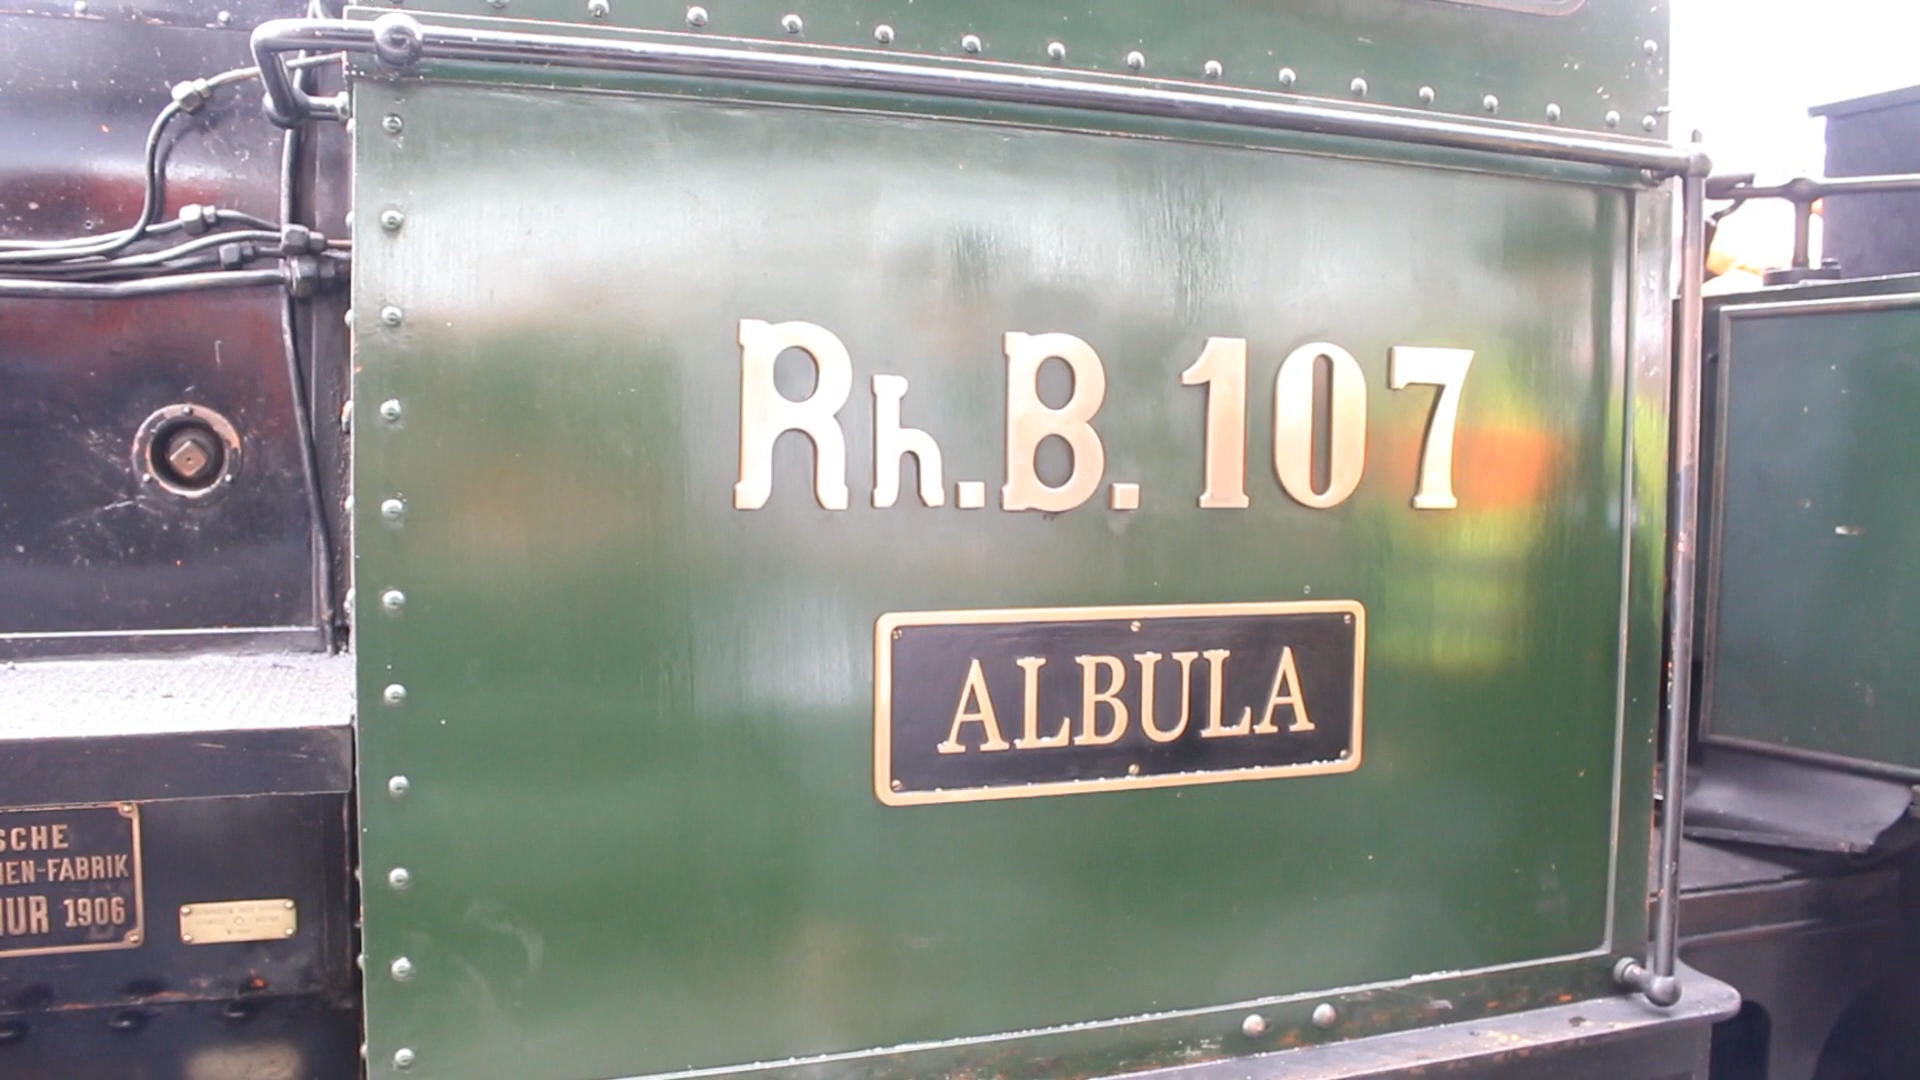 Rh.B. 107
ALBULA
SCHE
IEN-FABRIK
HUR 1906